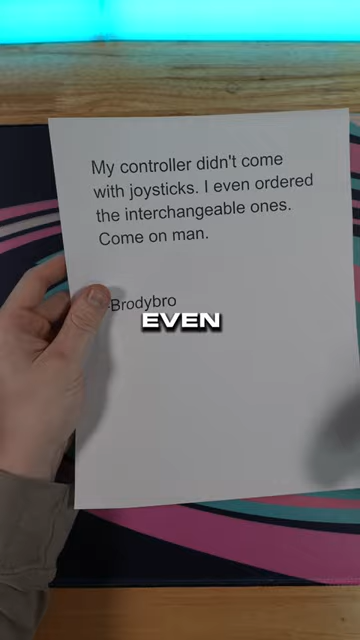 My controller didn't come
with joysticks. I even ordered
the interchangeable ones.
Come on man.
-Brodybro
EVEN